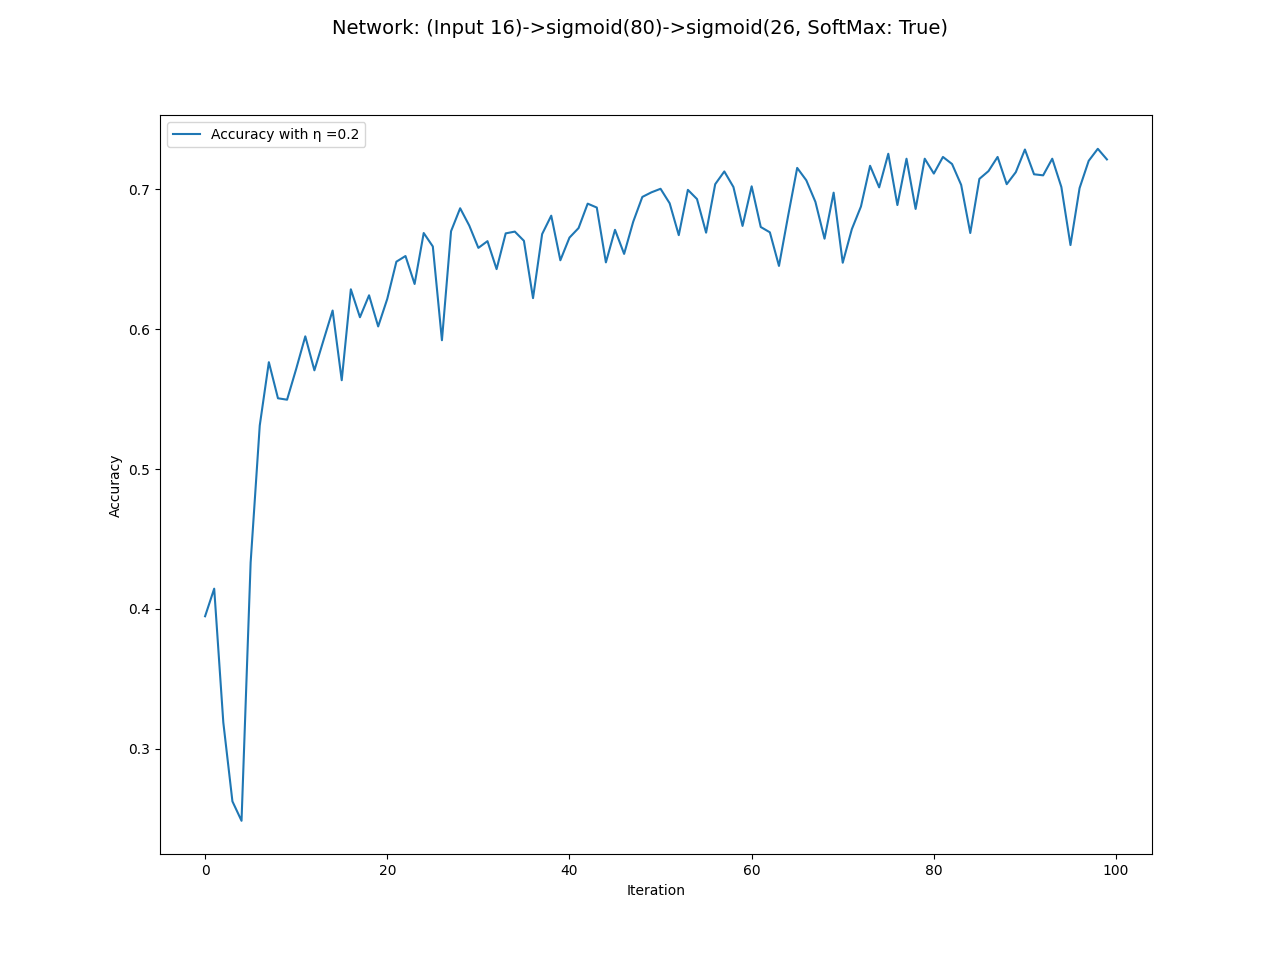 Network: (Input 16)->sigmoid(80)->sigmoid(26, SoftMax: True)
Accuracy with η =0.2
0.7
0.6
0.5
0.4
0.3
Accuracy
0 20 40 60 80 100
Iteration